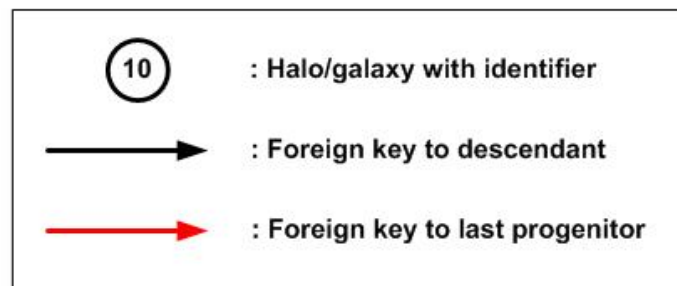 10 : Halo/galaxy with identifier
: Foreign key to descendant
: Foreign key to last progenitor